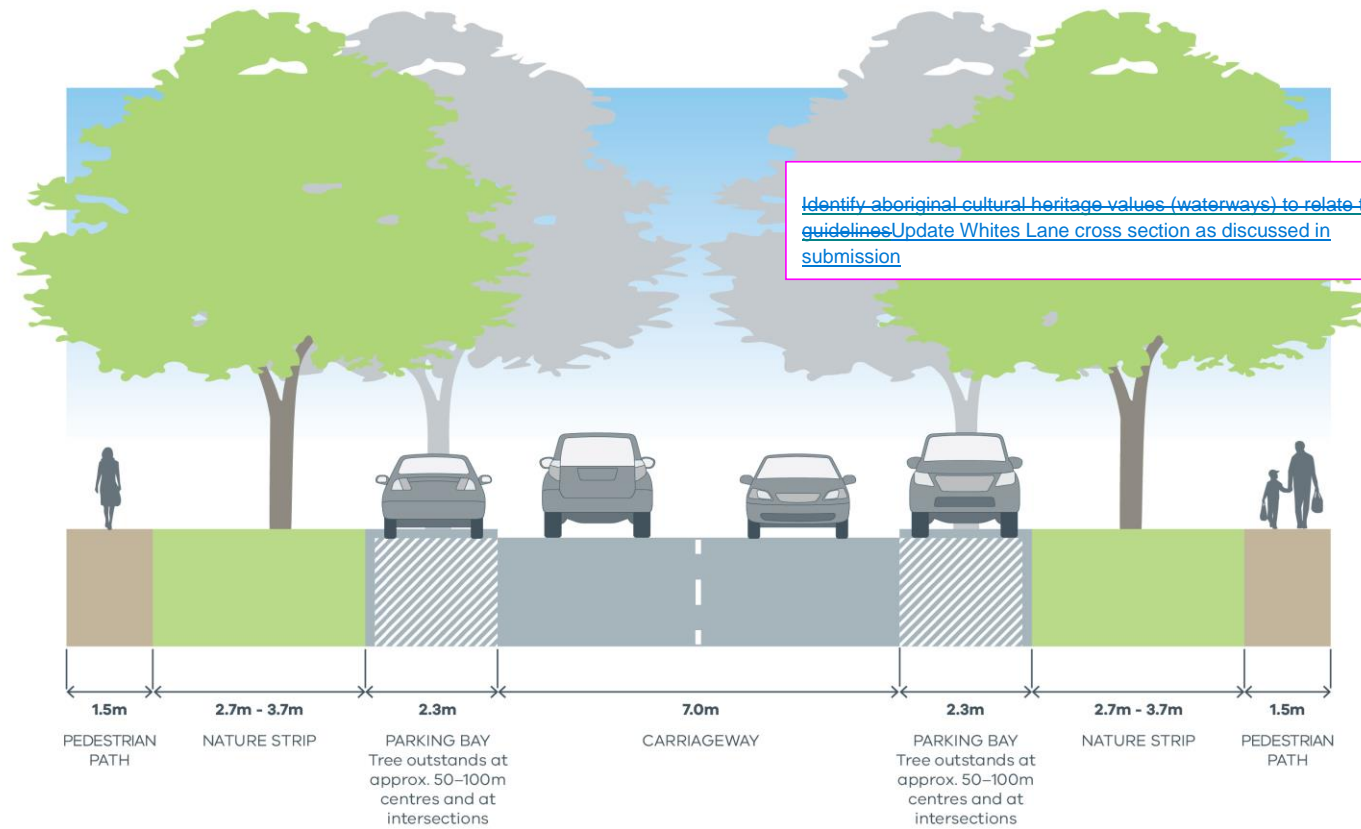 Identify aboriginal cultural heritage values (waterways) to relate
guidelinesUpdate Whites Lane cross section as discussed in
submission
1.5m
PEDESTRIAN
PATH
2.7m - 3.7m
NATURE STRIP
2.3m
PARKING BAY
Tree outstands at
approx. 50–100m
centres and at
intersections
7.0m
CARRIAGEWAY
2.3m
PARKING BAY
Tree outstands at
approx. 50–100m
centres and at
intersections
2.7m - 3.7m
NATURE STRIP
1.5m
PEDESTRIAN
PATH